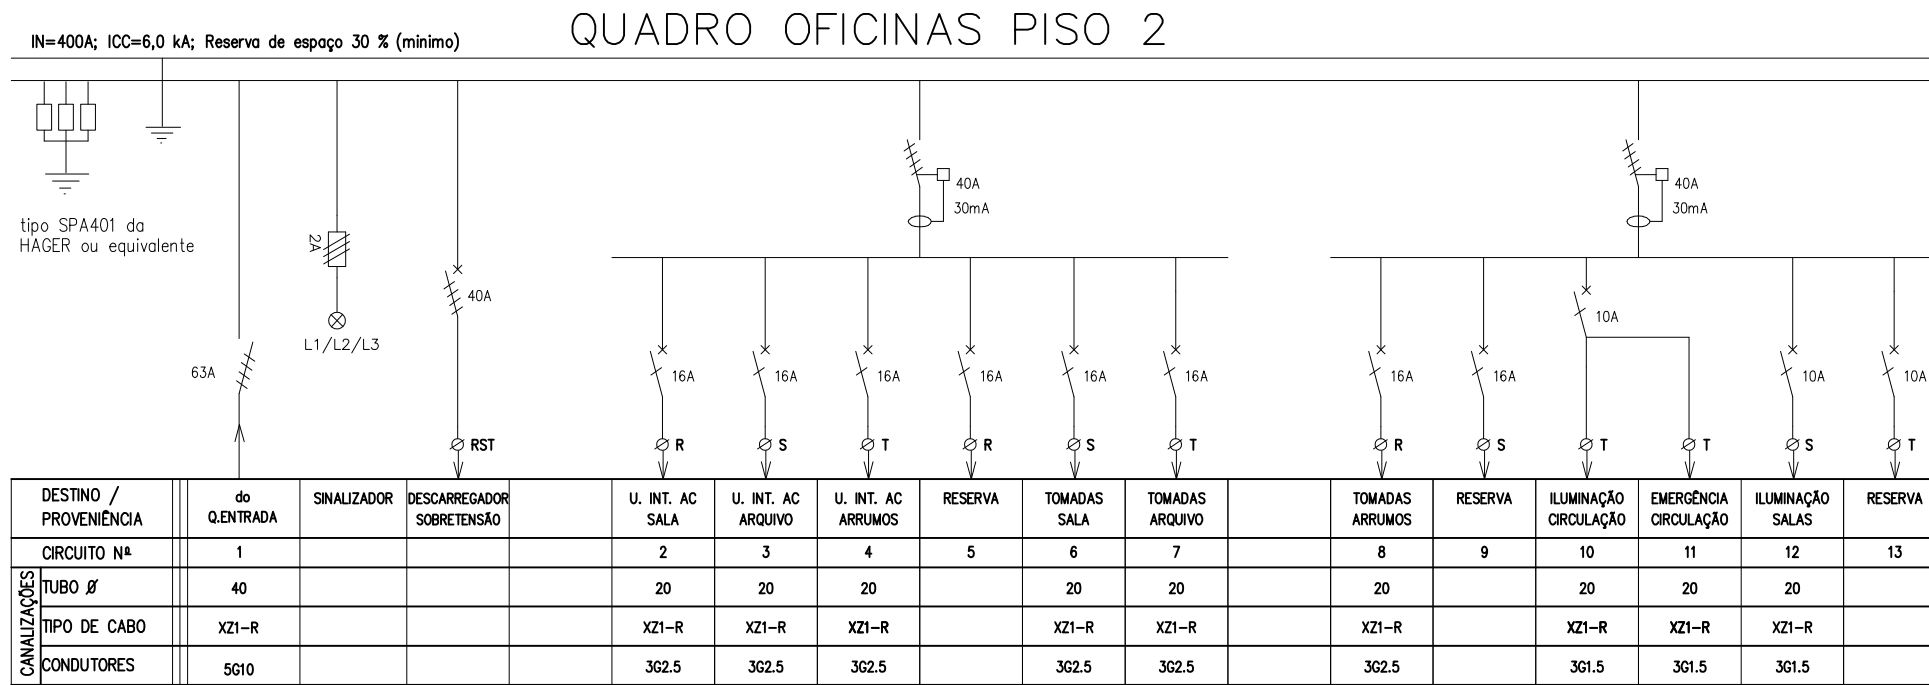 QUADRO OFICINAS PISO 2
IN=400A; ICC=6,0 kA; Reserva de espaço 30 % (minimo)
tipo SPA401 da
HAGER ou equivalente
63A
2A
L1/L2/L3
40A
RST
40A
30mA
16A
16A
16A
16A
16A
16A
R
S
T
R
S
T
40A
30mA
16A
16A
10A
10A
10A
R
S
T
T
S
T
DESTINO / PROVENIÊNCIA
do Q.ENTRADA
SINALIZADOR
DESCARREGADOR SOBRETENSÃO
U. INT. AC SALA
U. INT. AC ARQUIVO
U. INT. AC ARRUMOS
RESERVA
TOMADAS SALA
TOMADAS ARQUIVO
TOMADAS ARRUMOS
RESERVA
ILUMINAÇÃO CIRCULAÇÃO
EMERGÊNCIA CIRCULAÇÃO
ILUMINAÇÃO SALAS
RESERVA
CIRCUITO Nº 1 2 3 4 5 6 7 8 9 10 11 12 13
CANALIZAÇÕES
TUBO Ø 40 20 20 20 20 20 20 20 20 20
TIPO DE CABO XZ1-R XZ1-R XZ1-R XZ1-R XZ1-R XZ1-R XZ1-R XZ1-R XZ1-R XZ1-R
CONDUTORES 5G10 3G2.5 3G2.5 3G2.5 3G2.5 3G2.5 3G2.5 3G1.5 3G1.5 3G1.5